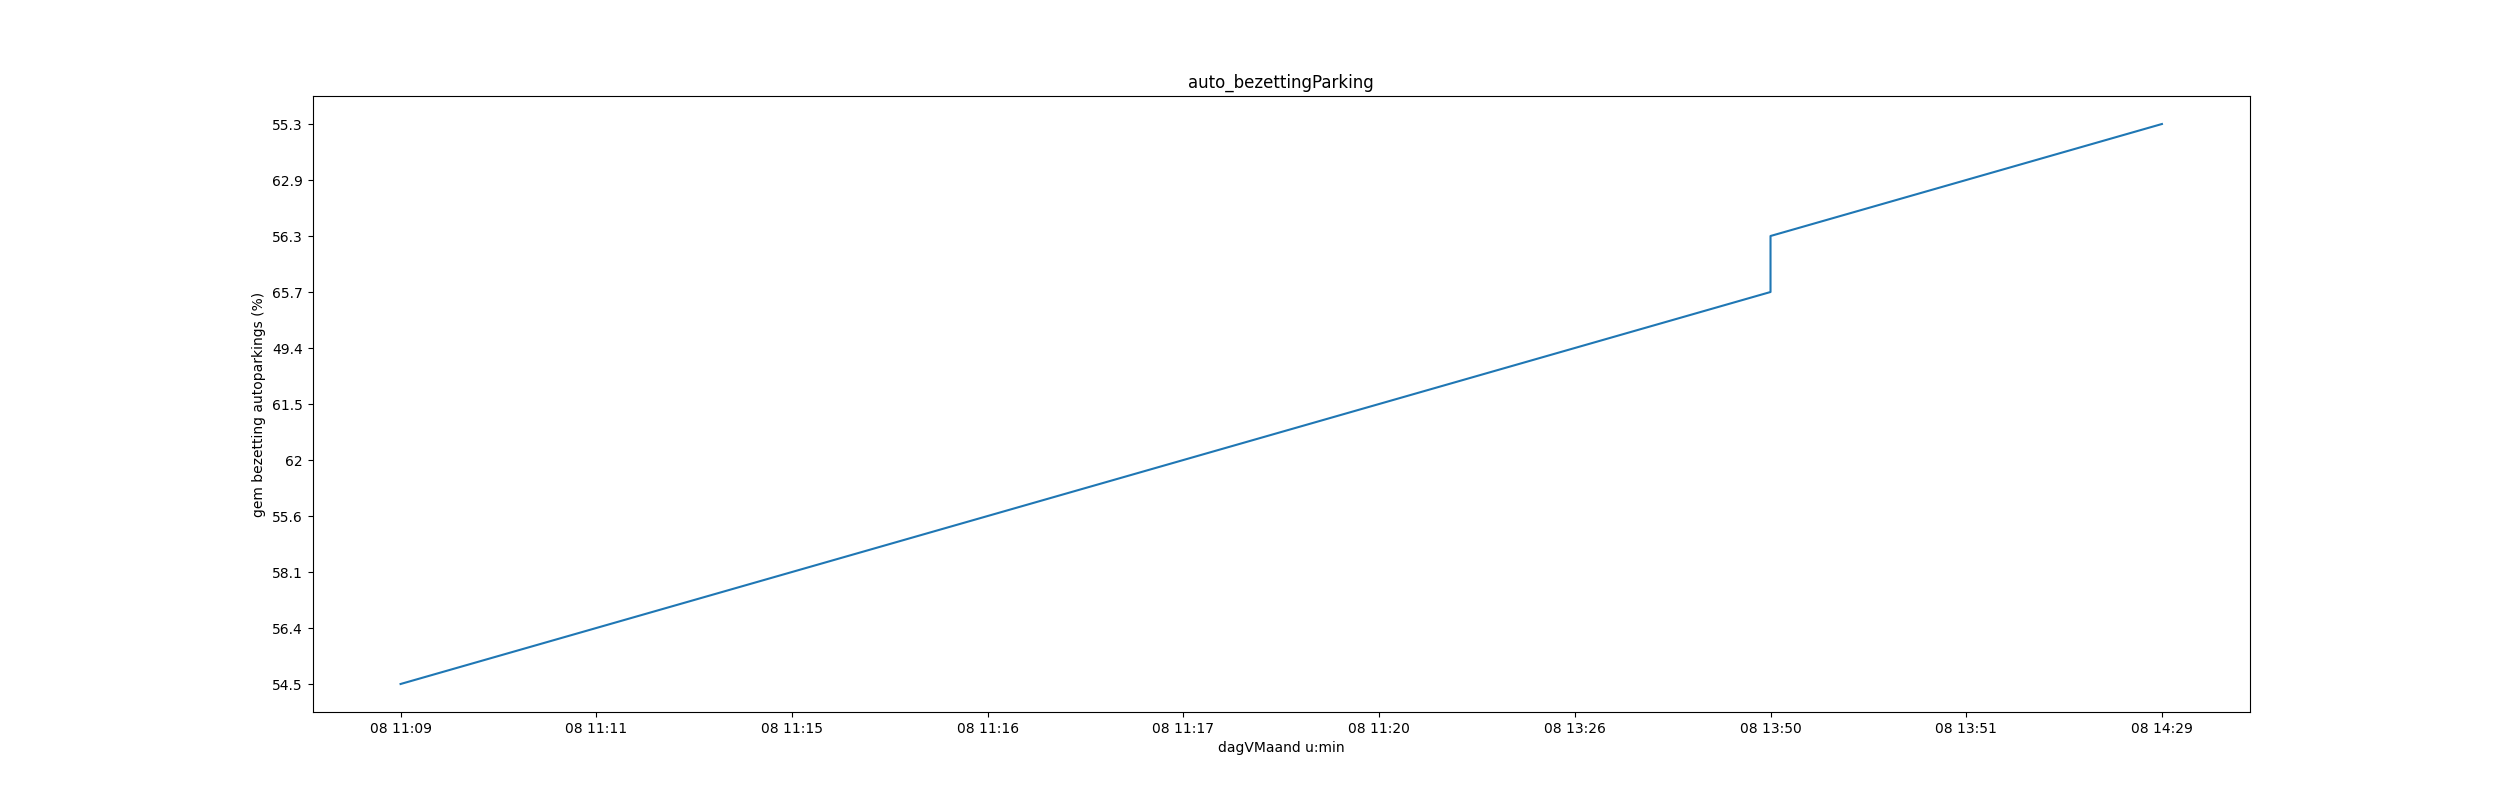 auto_bezettingParking
gem bezetting autoparkings (%)
55.3
62.9
56.3
65.7
49.4
61.5
62
55.6
58.1
56.4
54.5
08 11:09 08 11:11 08 11:15 08 11:16 08 11:17 08 11:20 08 13:26 08 13:50 08 13:51 08 14:29
dagVMaand u:min